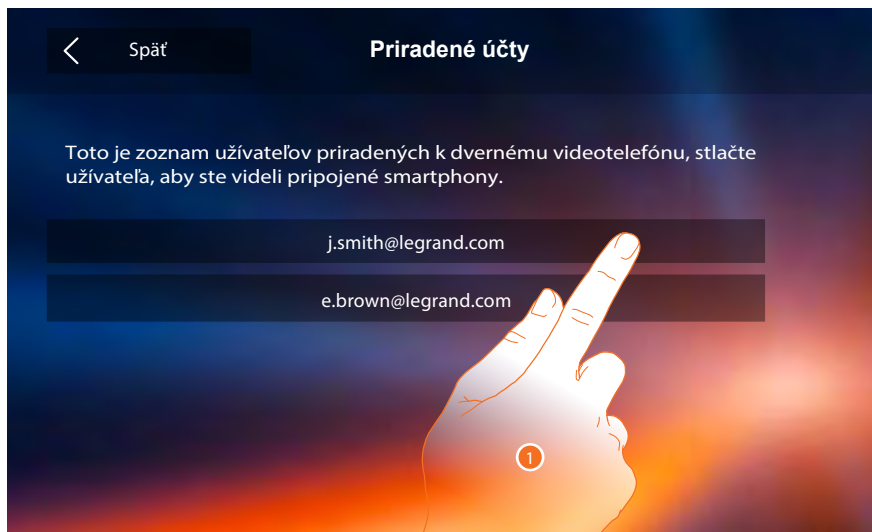 Späť
Priradené účty
Toto je zoznam užívateľov priradených k dvernému videotelefónu, stlačte
užívateľa, aby ste videli pripojené smartphony.
j.smith@legrand.com
e.brown@legrand.com
1